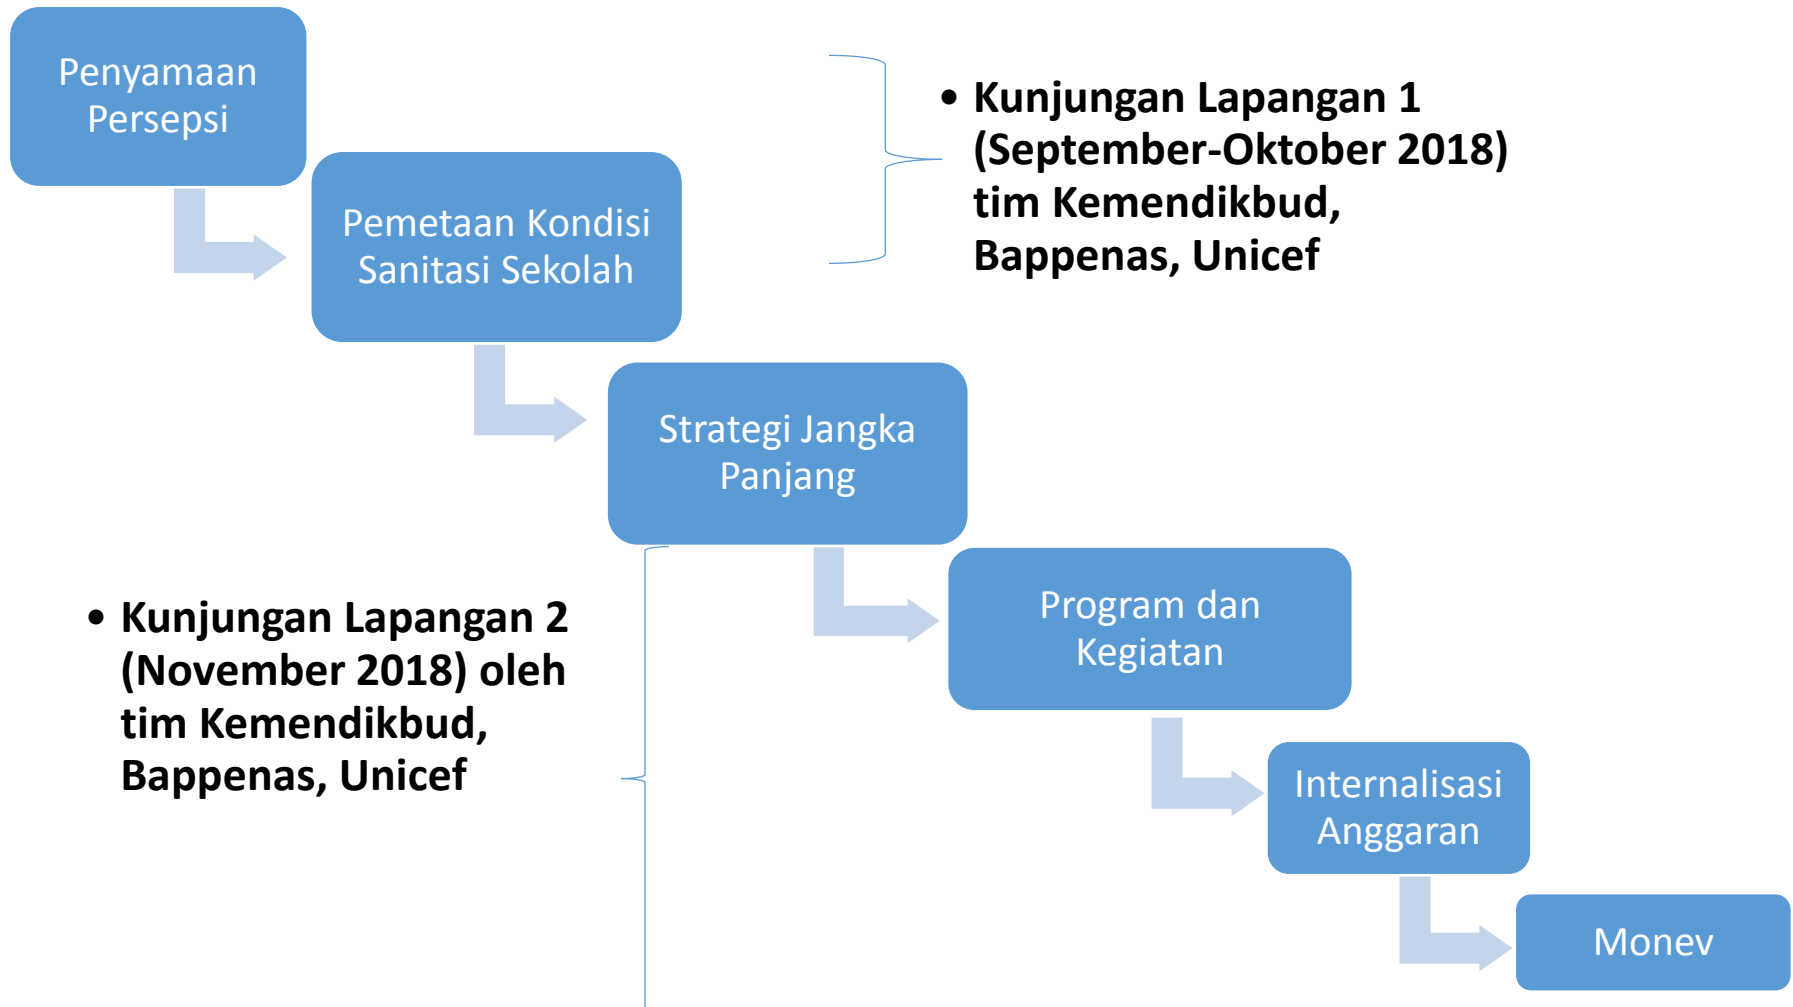 Penyamaan
Persepsi
• Kunjungan Lapangan 1
(September-Oktober 2018)
tim Kemendikbud,
Bappenas, Unicef
Pemetaan Kondisi
Sanitasi Sekolah
Strategi Jangka
Panjang
• Kunjungan Lapangan 2
(November 2018) oleh
tim Kemendikbud,
Bappenas, Unicef
Program dan
Kegiatan
Internalisasi
Anggaran
Monev